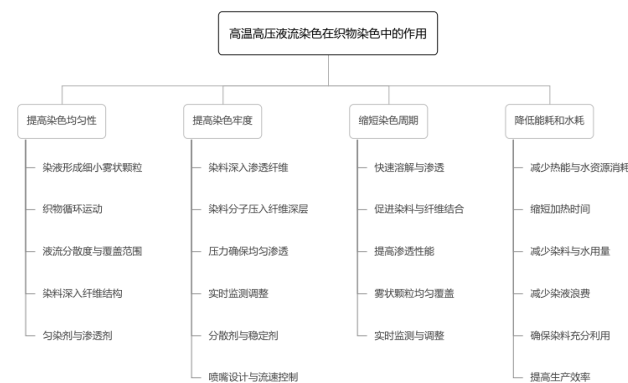 高温高压液流染色在织物染色中的作用
提高染色均匀性
染液形成细小雾状颗粒
织物循环运动
液流分散度与覆盖范围
染料深入纤维结构
匀染剂与渗透剂
提高染色牢度
染料深入渗透纤维
染料分子压入纤维深层
压力确保均匀渗透
实时监测调整
分散剂与稳定剂
喷嘴设计与流速控制
缩短染色周期
快速溶解与渗透
促进染料与纤维结合
提高渗透性能
雾状颗粒均匀覆盖
实时监测与调整
降低能耗和水耗
减少热能与水资源消耗
缩短加热时间
减少染料与水用量
减少染液浪费
确保染料充分利用
提高生产效率